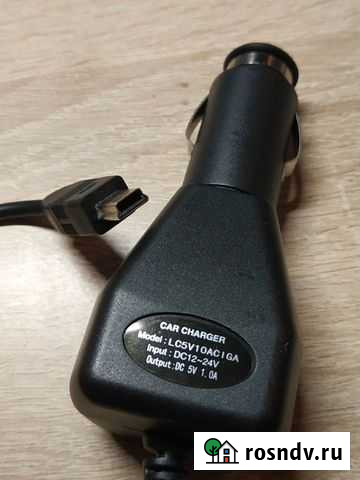 CAR CHARGER
Model : LC5V10AC1GA
Input : DC12~24V
Output: DC 5V 1.0A
rosndv.ru